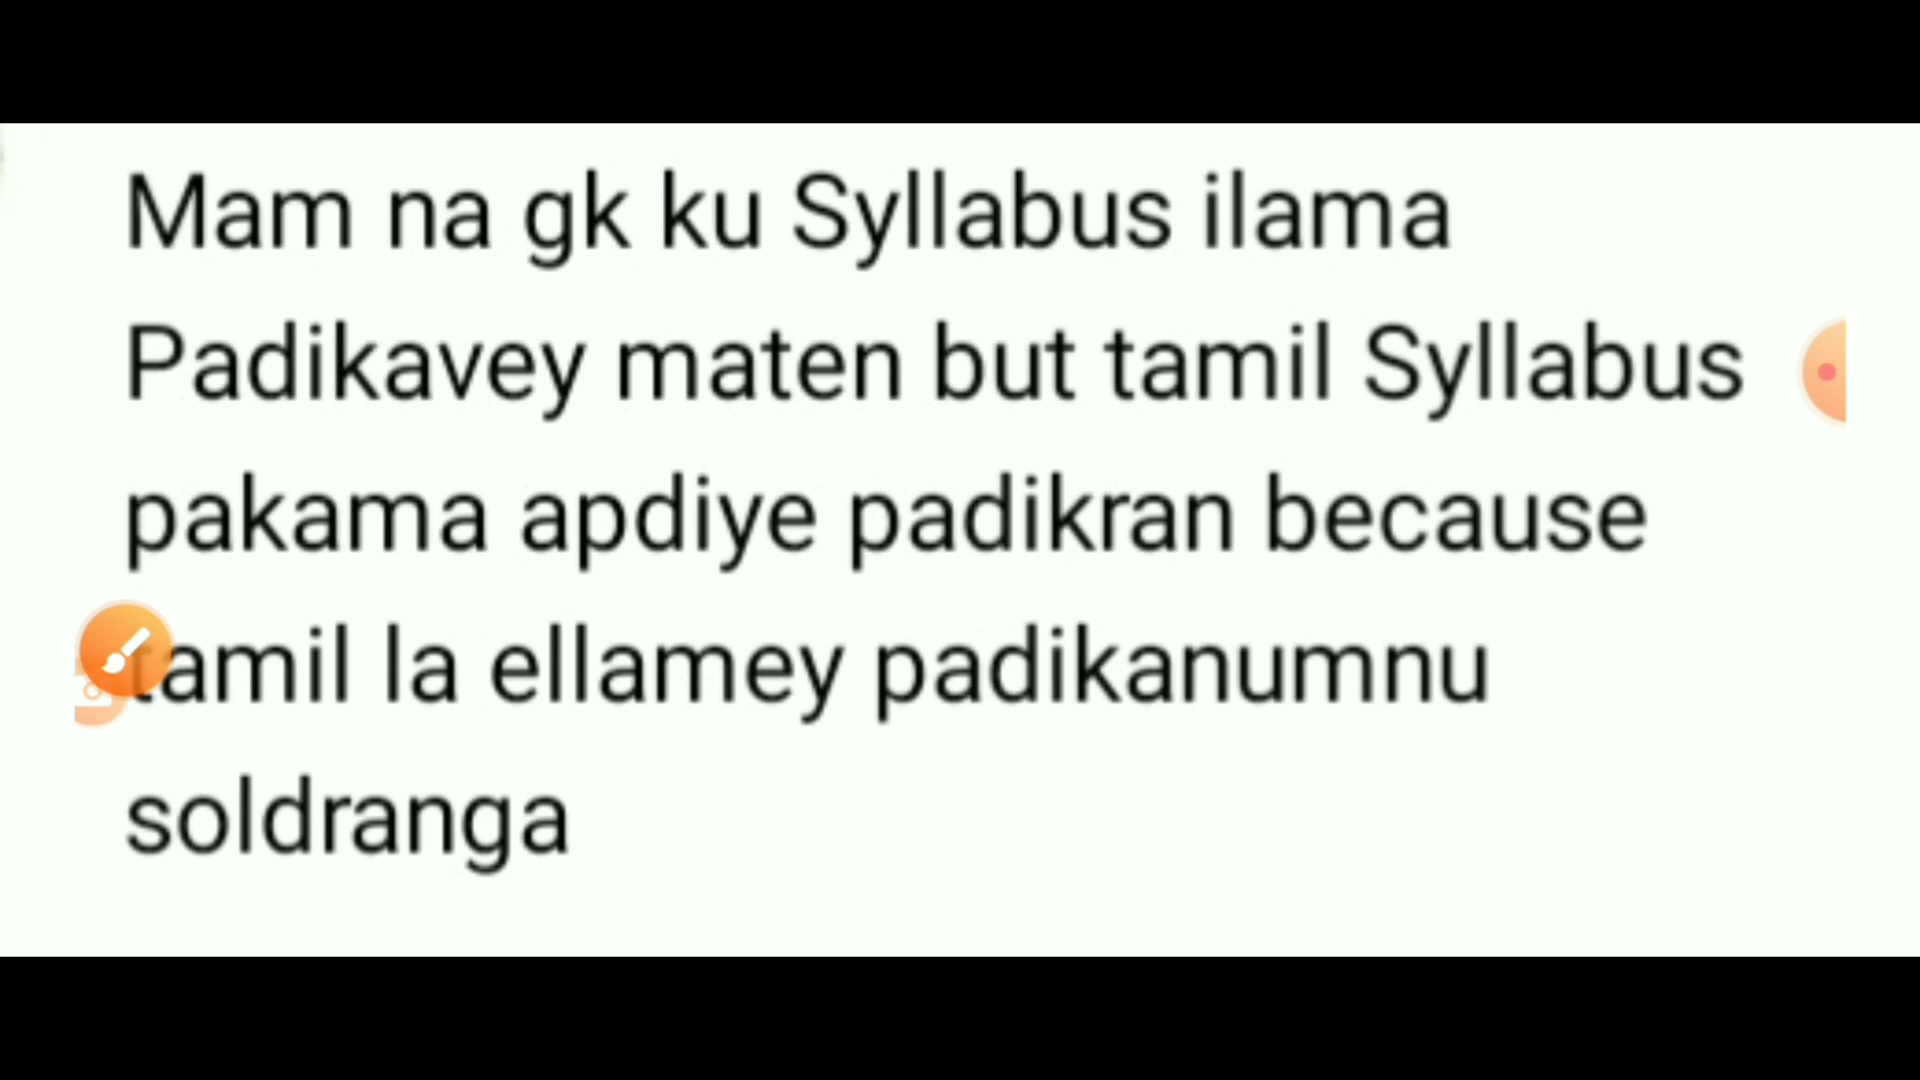 Mam na gk ku Syllabus ilama
Padikavey maten but tamil Syllabus
pakama apdiye padikran because
tamil la ellamey padikanumnu
soldranga